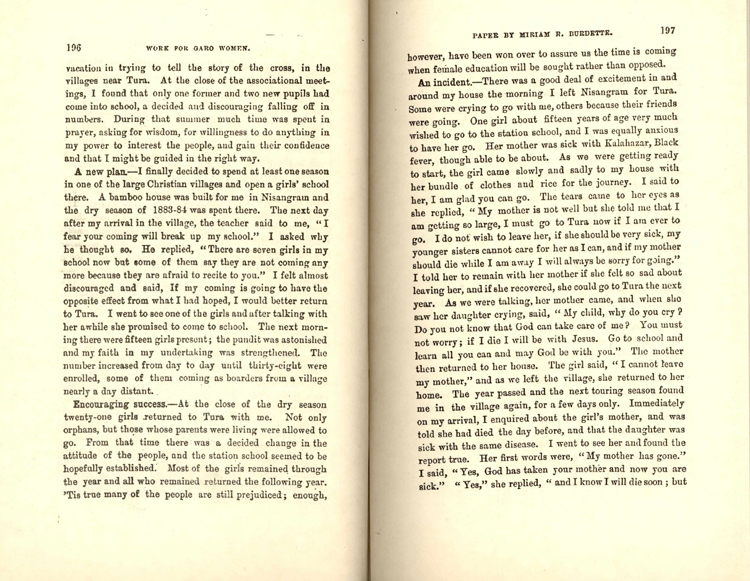 196 WORK FOR GARO WOMEN.
vacation in trying to tell the story of the cross, in the
villages near Tura. At the close of the associational meet-
ings, I found that only one former and two new pupils had
come into school, a decided and discouraging falling off in
numbers. During that summer much time was spent in
prayer, asking for wisdom, for willingness to do anything in
my power to interest the people, and gain their confidence
and that I might be guided in the right way.
A new plan.—I finally decided to spend at least one season
in one of the large Christian villages and open a girls' school
there. A bamboo house was built for me in Nisangram and
the dry season of 1883-84 was spent there. The next day
after my arrival in the village, the teacher said to me, "I
fear your coming will break up my school." I asked why
he thought so. He replied, "There are seven girls in my
school now but some of them say they are not coming any
more because they are afraid to recite to you." I felt almost
discouraged and said, If my coming is going to have the
opposite effect from what I had hoped, I would better return
to Tura. I went to see one of the girls and after talking with
her awhile she promised to come to school. The next morn-
ing there were fifteen girls present; the pundit was astonished
and my faith in my undertaking was strengthened. The
number increased from day to day until thirty-eight were
enrolled, some of them coming as boarders from a village
nearly a day distant.
Encouraging success.—At the close of the dry season
twenty-one girls returned to Tura with me. Not only
orphans, but those whose parents were living were allowed to
go. From that time there was a decided change in the
attitude of the people, and the station school seemed to be
hopefully established. Most of the girls remained through
the year and all who remained returned the following year.
'Tis true many of the people are still prejudiced; enough,
PAPER BY MIRIAM R. BURDETTE. 197
however, have been won over to assure us the time is coming
when female education will be sought rather than opposed.
An incident.—There was a good deal of excitement in and
around my house the morning I left Nisangram for Tura.
Some were crying to go with me, others because their friends
were going. One girl about fifteen years of age very much
wished to go to the station school, and I was equally anxious
to have her go. Her mother was sick with Kalahazar, Black
fever, though able to be about. As we were getting ready
to start, the girl came slowly and sadly to my house with
her bundle of clothes and rice for the journey. I said to
her, I am glad you can go. The tears came to her eyes as
she replied, "My mother is not well but she told me that I
am getting so large, I must go to Tura now if I am ever to
go. I do not wish to leave her, if she should be very sick, my
younger sisters cannot care for her as I can, and if my mother
should die while I am away I will always be sorry for going."
I told her to remain with her mother if she felt so sad about
leaving her, and if she recovered, she could go to Tura the next
year. As we were talking, her mother came, and when she
saw her daughter crying, said, "My child, why do you cry?
Do you not know that God can take care of me? You must
not worry; if I die I will be with Jesus. Go to school and
learn all you can and may God be with you." The mother
then returned to her house. The girl said, "I cannot leave
my mother," and as we left the village, she returned to her
home. The year passed and the next touring season found
me in the village again, for a few days only. Immediately
on my arrival, I enquired about the girl's mother, and was
told she had died the day before, and that the daughter was
sick with the same disease. I went to see her and found the
report true. Her first words were, "My mother has gone."
I said, "Yes, God has taken your mother and now you are
sick." "Yes," she replied, "and I know I will die soon; but